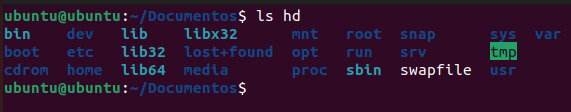 ubuntu@ubuntu:~/Documentos$ ls hd
bin dev lib libx32 mnt root snap sys var
boot etc lib32 lost+found opt run srv tmp
cdrom home lib64 media proc sbin swapfile usr
ubuntu@ubuntu:~/Documentos$